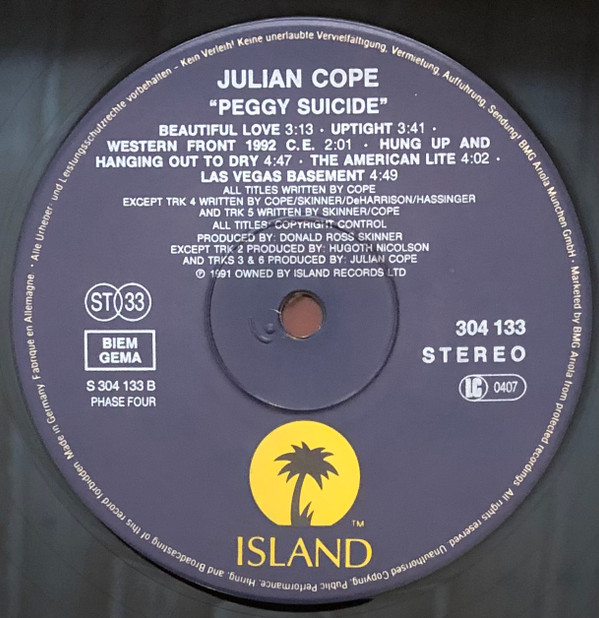 JULIAN COPE
"PEGGY SUICIDE"
BEAUTIFUL LOVE 3:13 · UPTIGHT 3:41 ·
WESTERN FRONT 1992 C.E. 2:01 · HUNG UP AND
HANGING OUT TO DRY 4:47 · THE AMERICAN LITE 4:02 ·
LAS VEGAS BASEMENT 4:49
ALL TITLES WRITTEN BY COPE
EXCEPT TRK 4 WRITTEN BY COPE/SKINNER/DeHARRISON/HASSINGER
AND TRK 5 WRITTEN BY SKINNER/COPE
ALL TITLES: COPYRIGHT CONTROL
PRODUCED BY: DONALD ROSS SKINNER
EXCEPT TRK 2 PRODUCED BY: HUGOTH NICOLSON
AND TRKS 3 & 6 PRODUCED BY: JULIAN COPE
℗ 1991 OWNED BY ISLAND RECORDS LTD
ST 33
BIEM
GEMA
S 304 133 B
PHASE FOUR
304 133
STEREO
LC 0407
TM
ISLAND
Made in Germany Fabriqué en Allemagne · Alle Urheber- und Leistungsschutzrechte vorbehalten – Kein Verleih! Keine unerlaubte Vervielfältigung, Vermietung, Aufführung, Sendung! BMG Ariola München GmbH · Marketed by BMG Ariola from protected recordings. All rights reserved. Unauthorised Copying, Public Performance, Hiring, and Broadcasting of this record forbidden